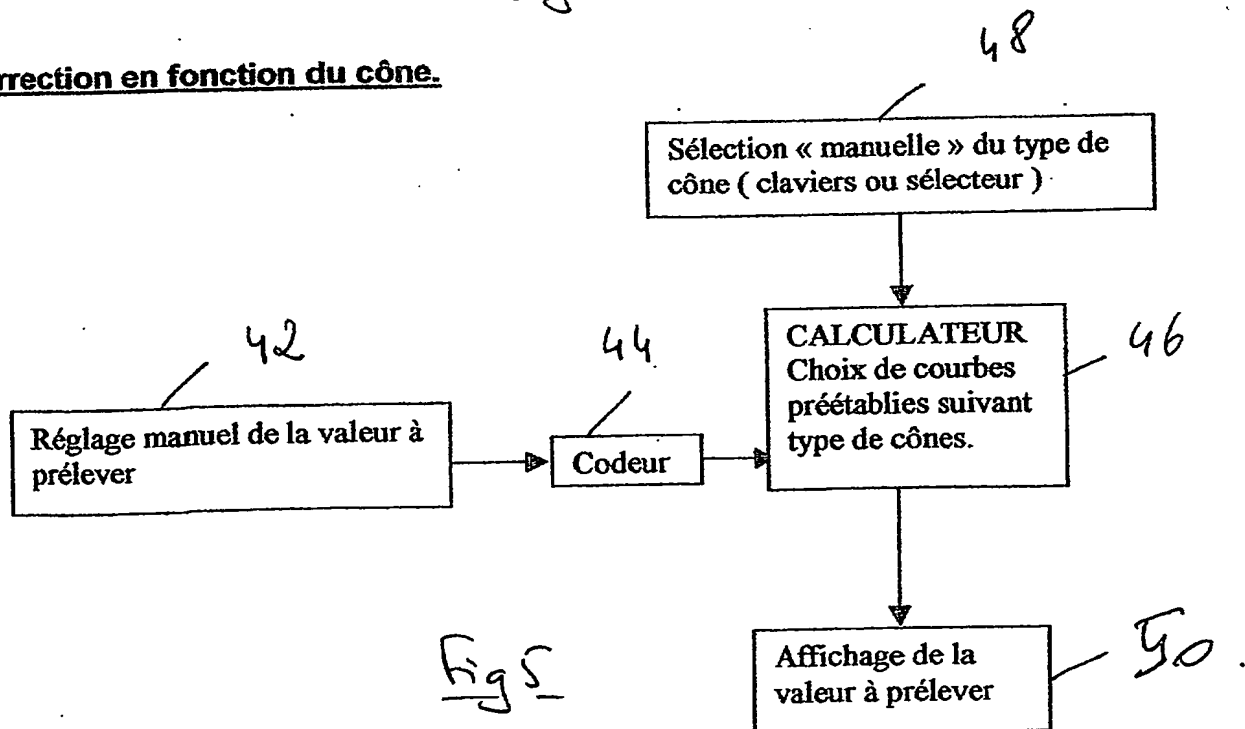 rrection en fonction du cône.
48
Sélection « manuelle » du type de
cône ( claviers ou sélecteur )
42
44
CALCULATEUR
Choix de courbes
préétablies suivant
type de cônes.
46
Réglage manuel de la valeur à
prélever
Codeur
Fig 5
Affichage de la
valeur à prélever
50.